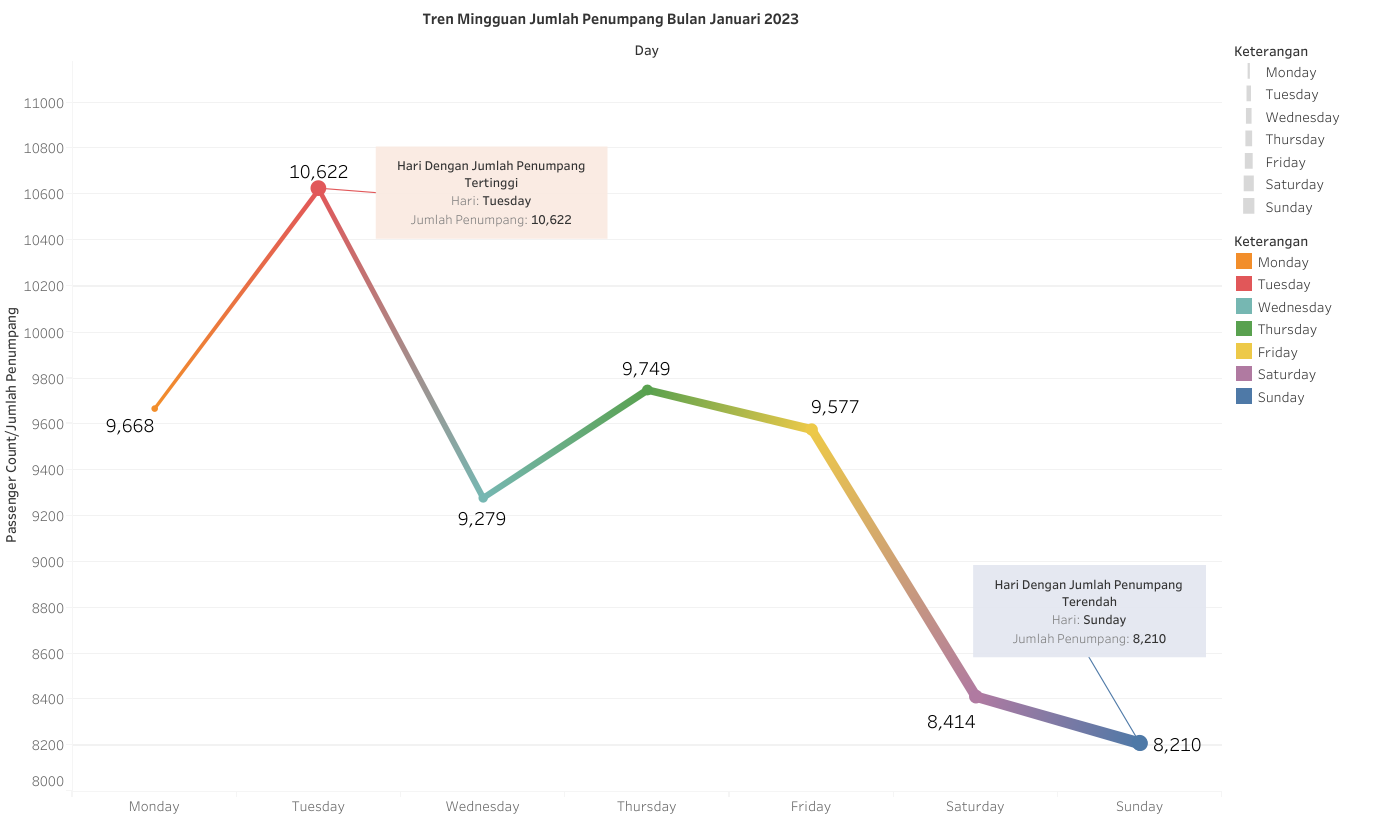 Tren Mingguan Jumlah Penumpang Bulan Januari 2023
Day
Passenger Count/Jumlah Penumpang
11000
10800
10600
10400
10200
10000
9800
9600
9400
9200
9000
8800
8600
8400
8200
8000
9,668
10,622
9,279
9,749
9,577
8,414
8,210
Hari Dengan Jumlah Penumpang
Tertinggi
Hari: Tuesday
Jumlah Penumpang: 10,622
Hari Dengan Jumlah Penumpang
Terendah
Hari: Sunday
Jumlah Penumpang: 8,210
Monday
Tuesday
Wednesday
Thursday
Friday
Saturday
Sunday
Keterangan
Monday
Tuesday
Wednesday
Thursday
Friday
Saturday
Sunday
Keterangan
Monday
Tuesday
Wednesday
Thursday
Friday
Saturday
Sunday